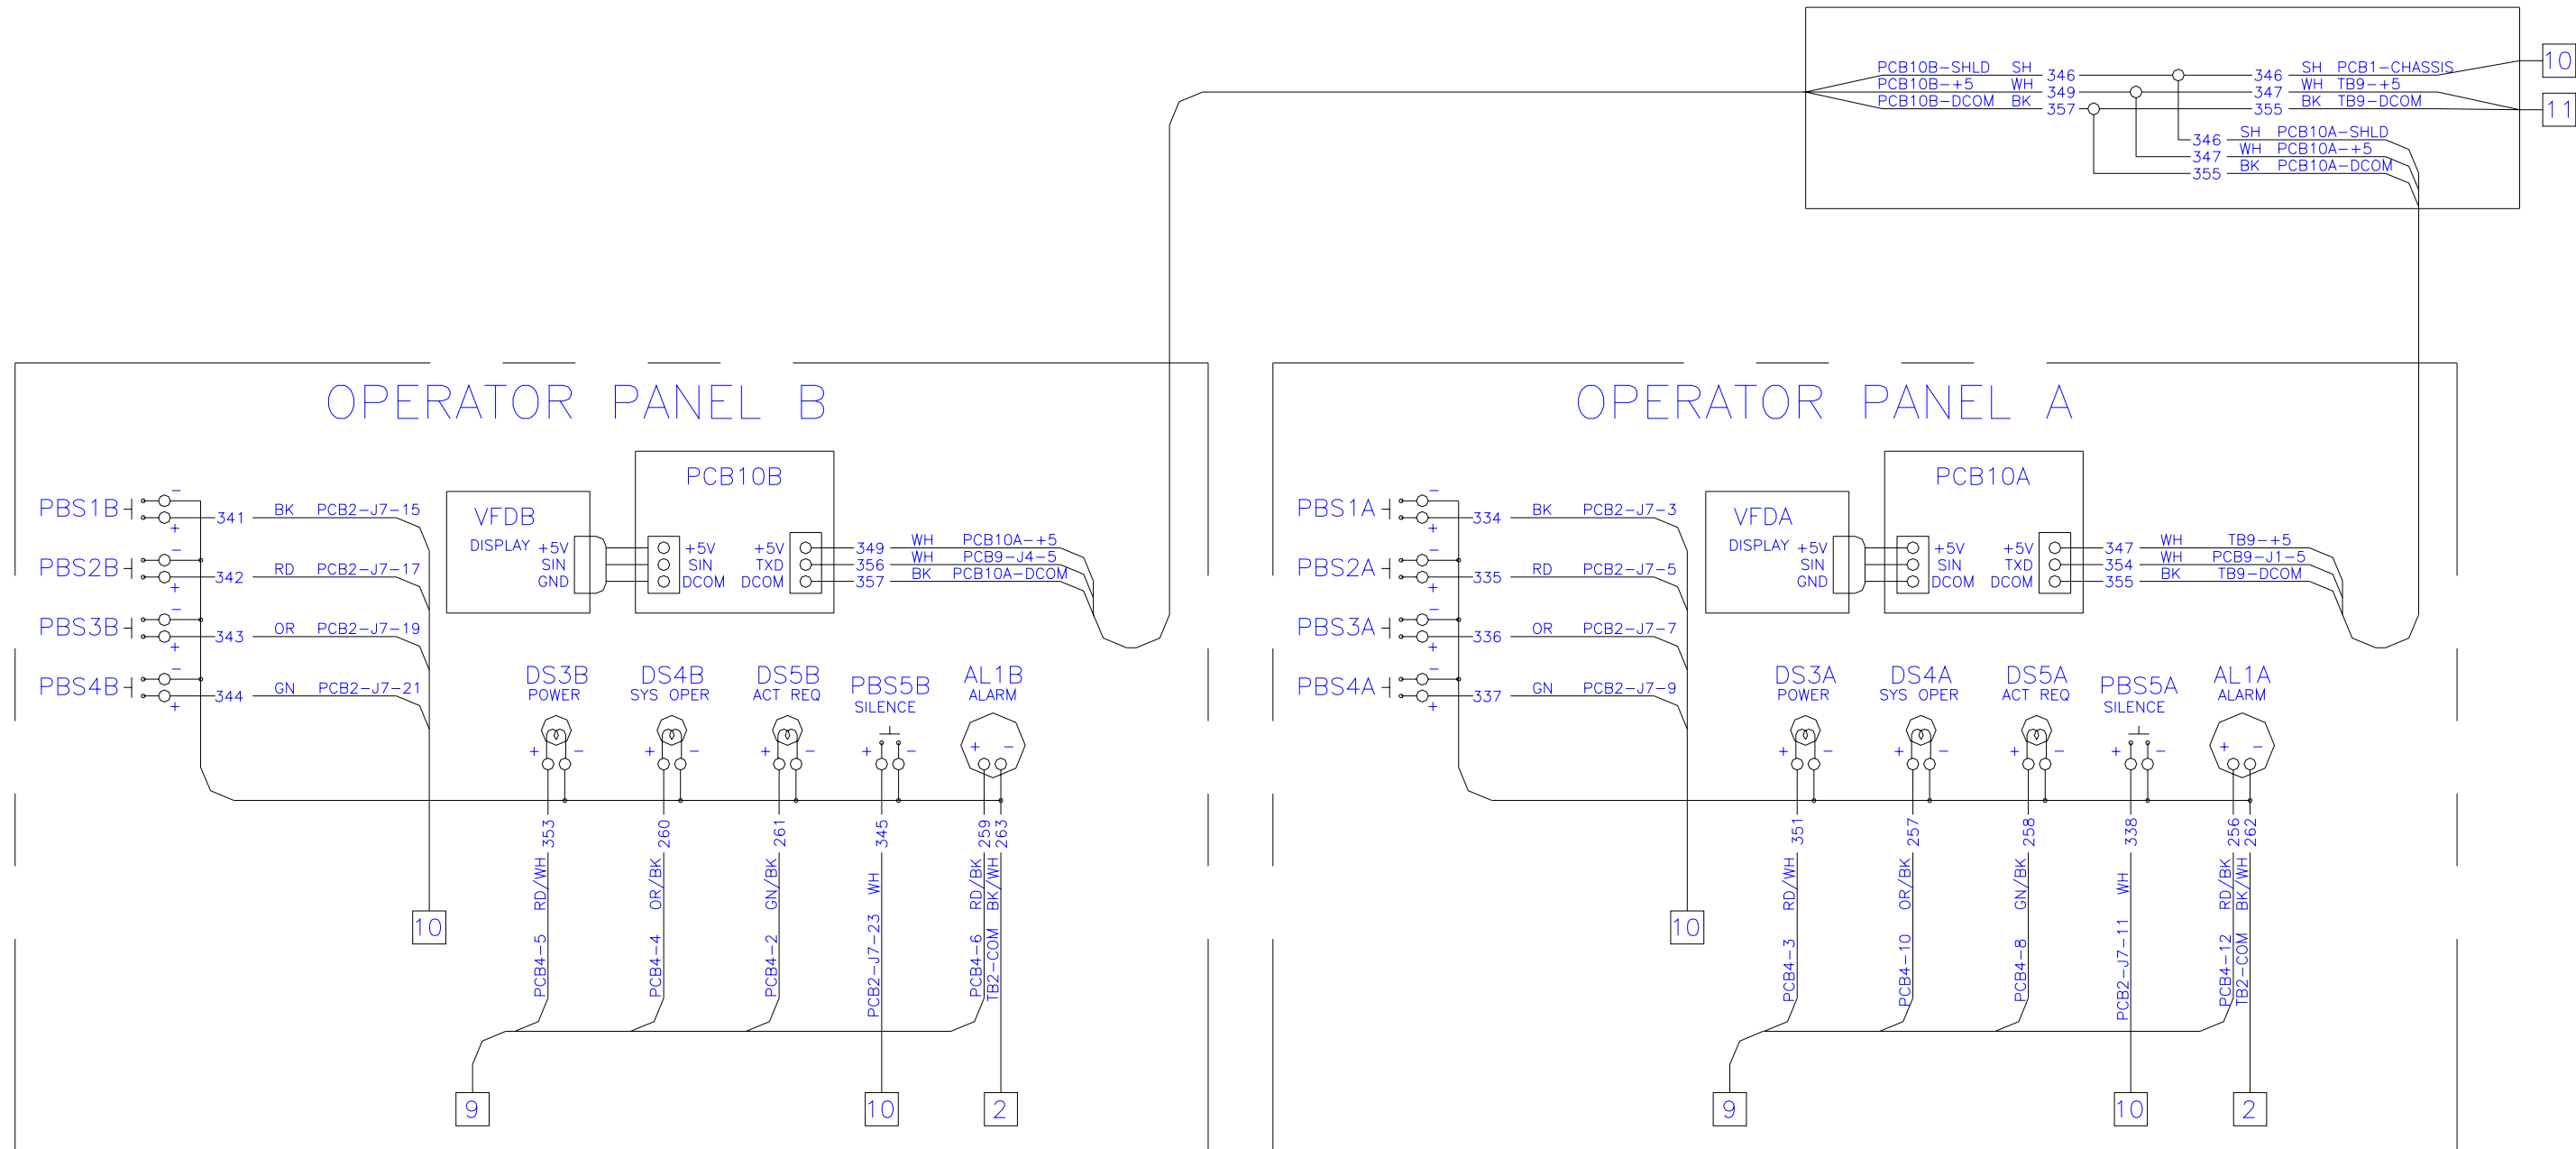 PCB10B-SHLD SH 346 346 SH PCB1-CHASSIS 10
PCB10B-+5 WH 349 347 WH TB9-+5
PCB10B-DCOM BK 357 355 BK TB9-DCOM 11
346 SH PCB10A-SHLD
347 WH PCB10A-+5
355 BK PCB10A-DCOM
OPERATOR PANEL B
PCB10B
PBS1B - + 341 BK PCB2-J7-15
PBS2B - + 342 RD PCB2-J7-17
PBS3B - + 343 OR PCB2-J7-19
PBS4B - + 344 GN PCB2-J7-21
10
VFDB
DISPLAY
+5V +5V +5V 349 WH PCB10A-+5
SIN SIN TXD 356 WH PCB9-J4-5
GND DCOM DCOM 357 BK PCB10A-DCOM
DS3B
POWER
+ -
353 RD/WH PCB4-5
DS4B
SYS OPER
+ -
260 OR/BK PCB4-4
DS5B
ACT REQ
+ -
261 GN/BK PCB4-2
PBS5B
SILENCE
+ -
345 WH PCB2-J7-23
AL1B
ALARM
+ -
259 RD/BK PCB4-6
263 BK/WH TB2-COM
9
10
2
OPERATOR PANEL A
PCB10A
PBS1A - + 334 BK PCB2-J7-3
PBS2A - + 335 RD PCB2-J7-5
PBS3A - + 336 OR PCB2-J7-7
PBS4A - + 337 GN PCB2-J7-9
10
VFDA
DISPLAY
+5V +5V +5V 347 WH TB9-+5
SIN SIN TXD 354 WH PCB9-J1-5
GND DCOM DCOM 355 BK TB9-DCOM
DS3A
POWER
+ -
351 RD/WH PCB4-3
DS4A
SYS OPER
+ -
257 OR/BK PCB4-10
DS5A
ACT REQ
+ -
258 GN/BK PCB4-8
PBS5A
SILENCE
+ -
338 WH PCB2-J7-11
AL1A
ALARM
+ -
256 RD/BK PCB4-12
262 BK/WH TB2-COM
9
10
2